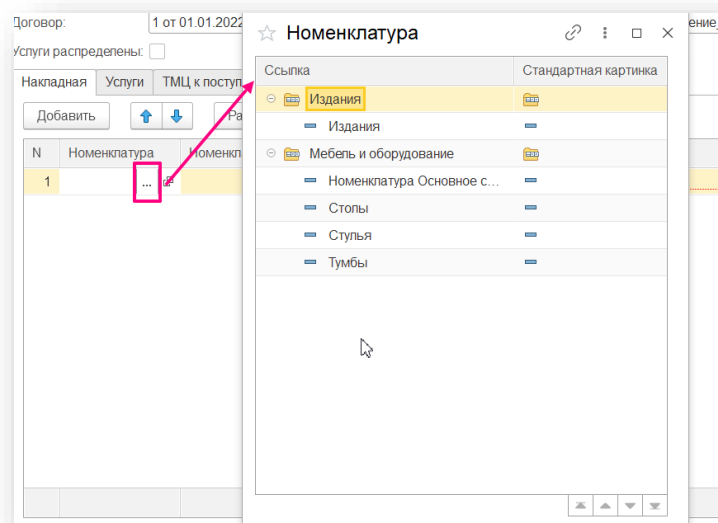 Договор:
1 от 01.01.2022
Услуги распределены:
Накладная Услуги ТМЦ к поступ
Добавить Ра
N Номенклатура Номенкл
1 ...
Номенклатура
Ссылка Стандартная картинка
Издания
Издания
Мебель и оборудование
Номенклатура Основное с...
Столы
Стулья
Тумбы
ение